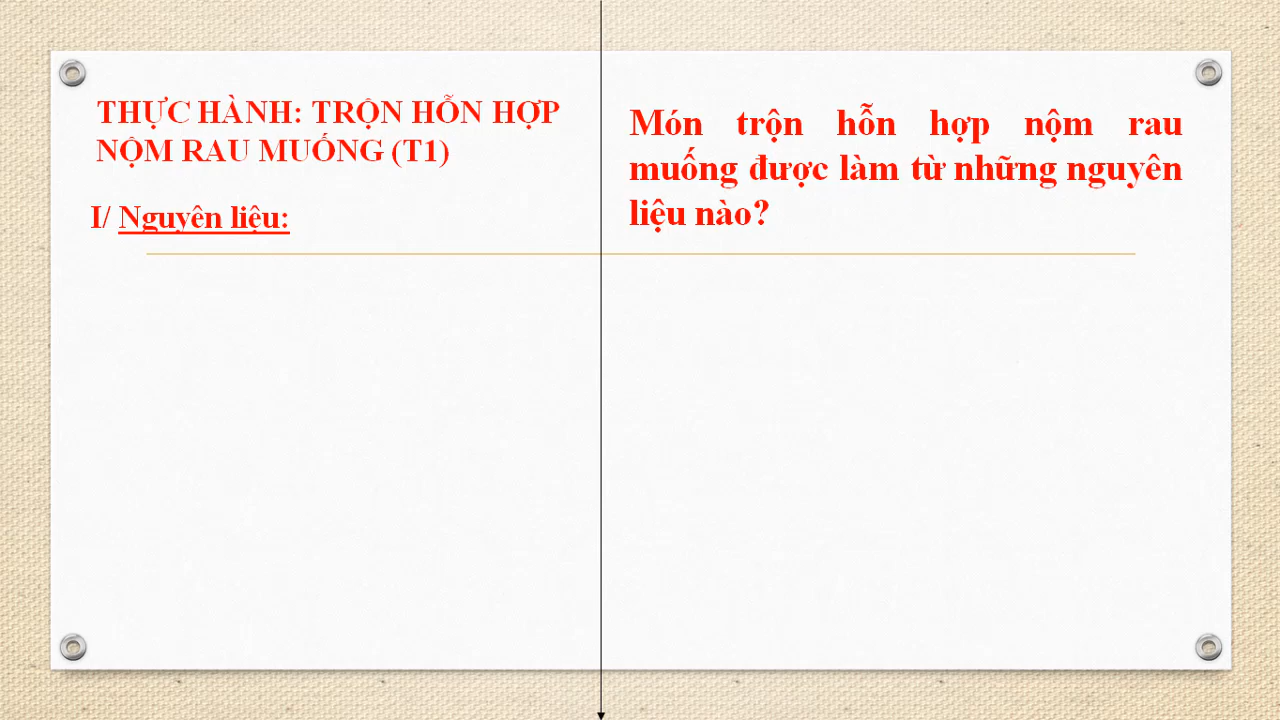 THỰC HÀNH: TRỘN HỖN HỢP
NỘM RAU MUỐNG (T1)
I/ Nguyên liệu:
Món trộn hỗn hợp nộm rau
muống được làm từ những nguyên
liệu nào?